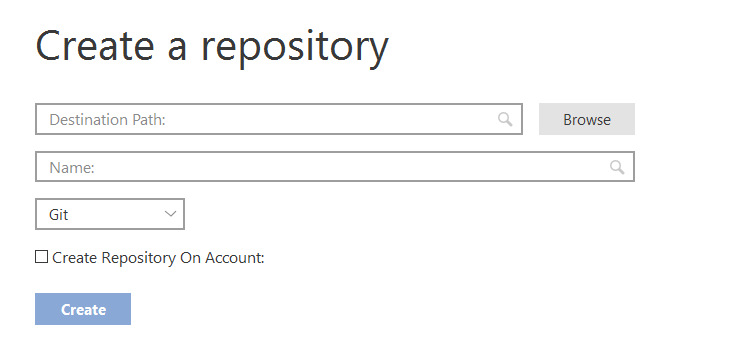 Create a repository
Destination Path:
Browse
Name:
Git
Create Repository On Account:
Create